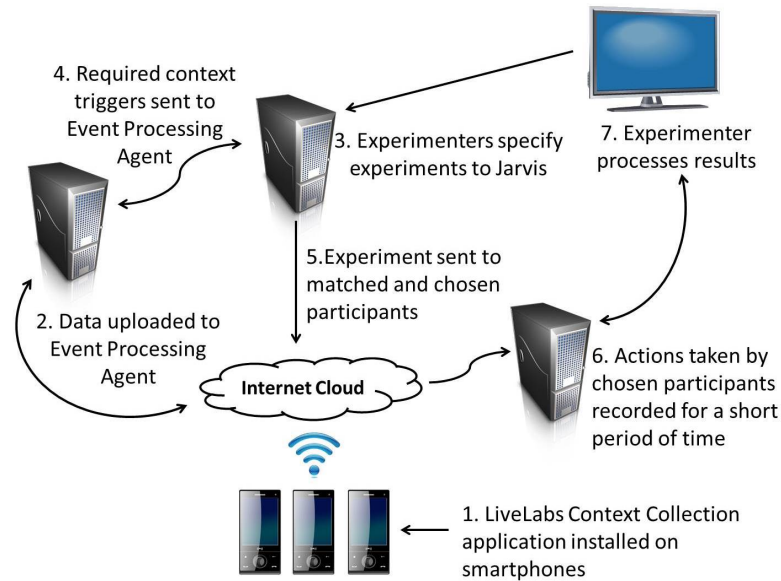 4. Required context
triggers sent to
Event Processing
Agent
3. Experimenters specify
experiments to Jarvis
7. Experimenter
processes results
5.Experiment sent to
matched and chosen
participants
2. Data uploaded to
Event Processing
Agent
Internet Cloud
6. Actions taken by
chosen participants
recorded for a short
period of time
1. LiveLabs Context Collection
application installed on
smartphones